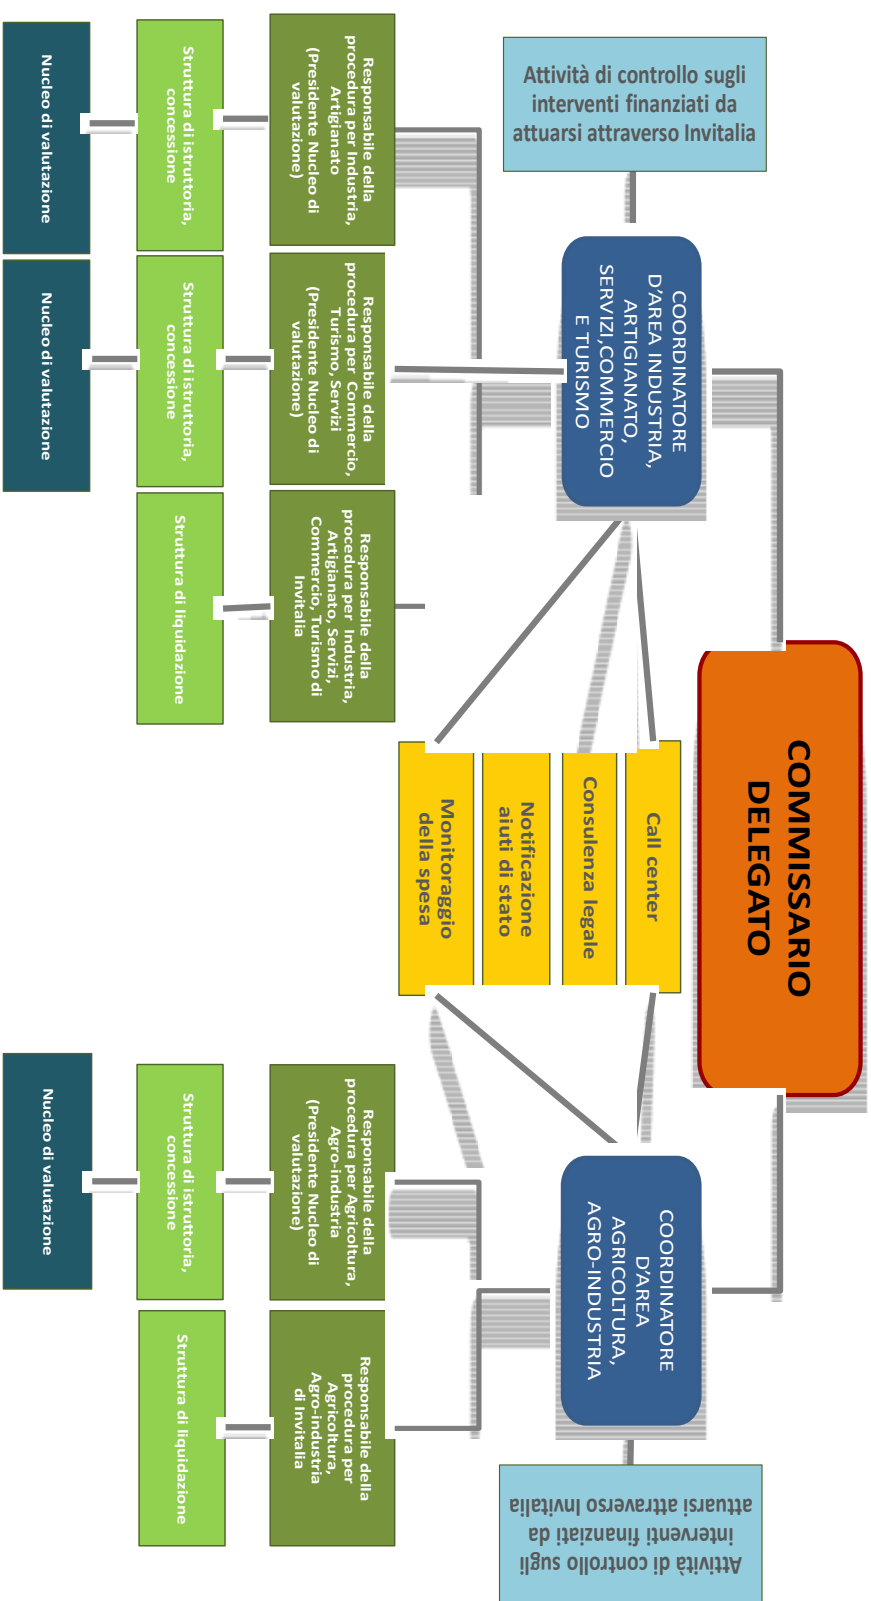 COMMISSARIO
DELEGATO
Attività di controllo sugli
interventi finanziati da
attuarsi attraverso Invitalia
COORDINATORE
D'AREA INDUSTRIA,
ARTIGIANATO,
SERVIZI,COMMERCIO
E TURISMO
COORDINATORE
D'AREA
AGRICOLTURA,
AGRO-INDUSTRIA
Attività di controllo sugli
interventi finanziati da
attuarsi attraverso Invitalia
Call center
Consulenza legale
Notificazione
aiuti di stato
Monitoraggio
della spesa
Responsabile della
procedura per Industria,
Artigianato
(Presidente Nucleo di
valutazione)
Responsabile della
procedura per Commercio,
Turismo, Servizi
(Presidente Nucleo di
valutazione)
Responsabile della
procedura per Industria,
Artigianato, Servizi,
Commercio, Turismo di
Invitalia
Responsabile della
procedura per Agricoltura,
Agro-industria
(Presidente Nucleo di
valutazione)
Responsabile della
procedura per
Agricoltura,
Agro-industria
di Invitalia
Struttura di istruttoria,
concessione
Struttura di istruttoria,
concessione
Struttura di liquidazione
Struttura di istruttoria,
concessione
Struttura di liquidazione
Nucleo di valutazione
Nucleo di valutazione
Nucleo di valutazione